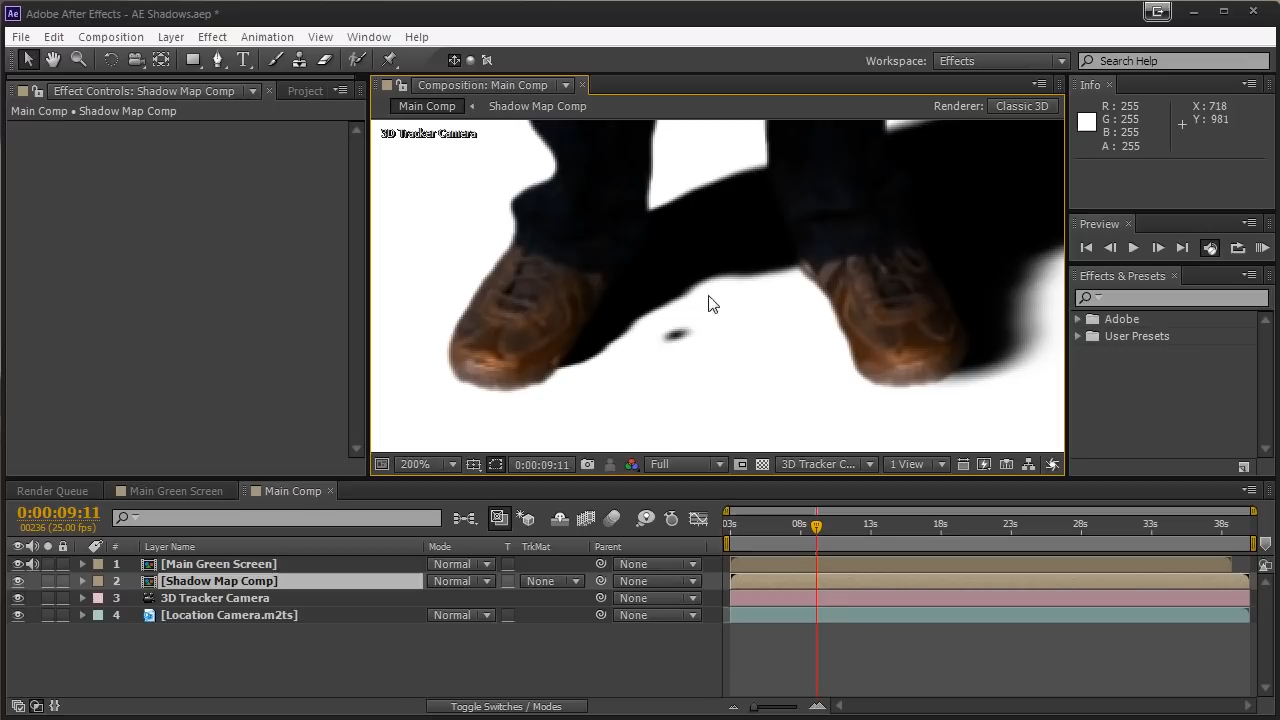 Adobe After Effects - AE Shadows.aep *
File Edit Composition Layer Effect Animation View Window Help
Workspace: Effects Search Help
Effect Controls: Shadow Map Comp Project
Main Comp • Shadow Map Comp
Composition: Main Comp
Main Comp Shadow Map Comp Renderer: Classic 3D
3D Tracker Camera
Info
R: 255 X: 718
G: 255 Y: 981
B: 255
A: 255
Preview
Effects & Presets
Adobe
User Presets
200% 0:00:09:11 Full 3D Tracker C... 1 View
Render Queue Main Green Screen Main Comp
0:00:09:11
00236 (25.00 fps)
03s 08s 13s 18s 23s 28s 33s 38s
# Layer Name Mode T TrkMat Parent
1 [Main Green Screen] Normal None
2 [Shadow Map Comp] Normal None None
3 3D Tracker Camera None
4 [Location Camera.m2ts] Normal None
Toggle Switches / Modes